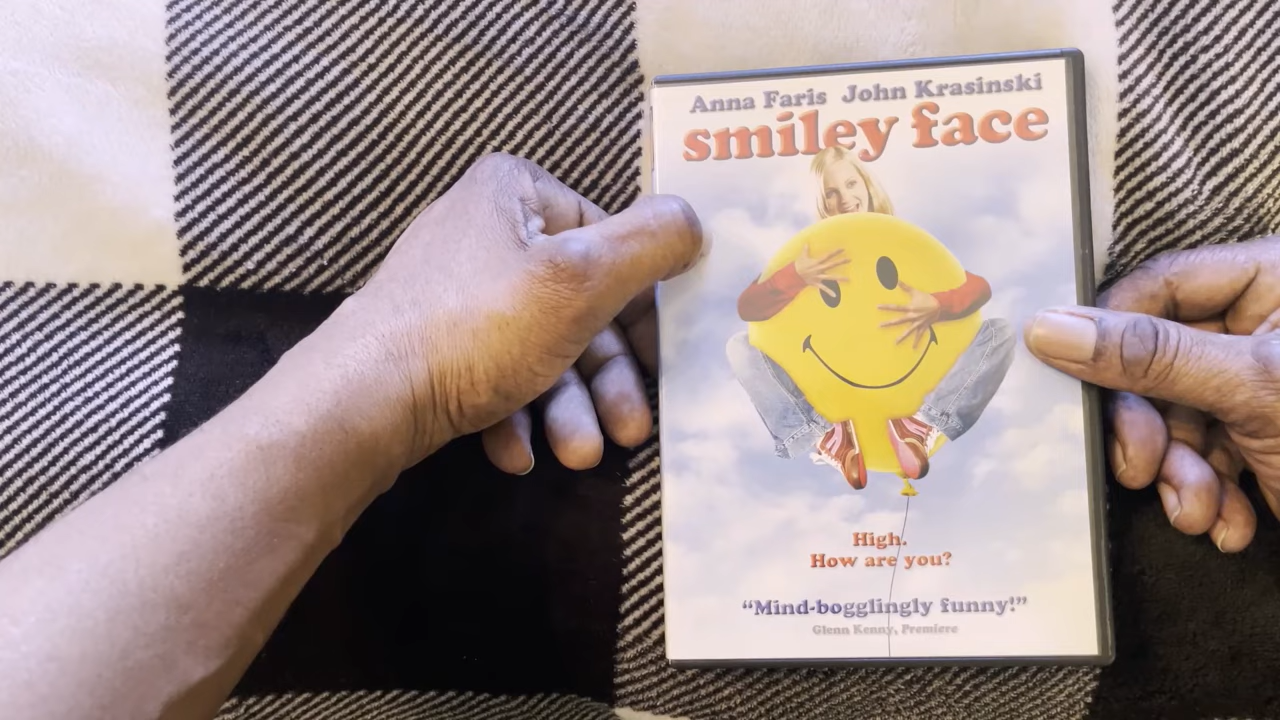 Anna Faris John Krasinski
smiley face
High.
How are you?
“Mind-bogglingly funny!”
Glenn Kenny, Premiere